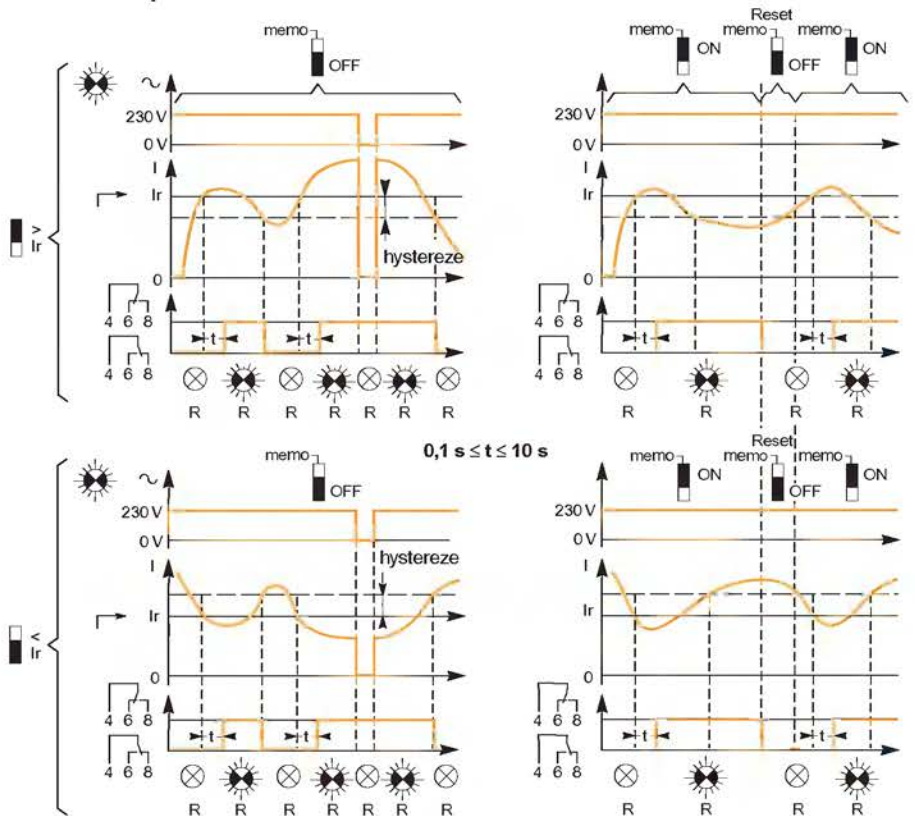 Reset
memo
memo
memo
memo
OFF
ON
OFF
ON
∼
230 V
0 V
I
Ir
hystereze
0
> Ir
4 6 8
t
t
4 6 8
R R R R R R R
230 V
0 V
I
Ir
0
4 6 8
t
t
4 6 8
R R R R
0,1 s ≤ t ≤ 10 s
Reset
memo
memo
memo
memo
OFF
ON
OFF
ON
∼
230 V
0 V
hystereze
I
Ir
0
< Ir
4 6 8
t
t
4 6 8
R R R R R R R
230 V
0 V
I
Ir
0
4 6 8
t
t
4 6 8
R R R R